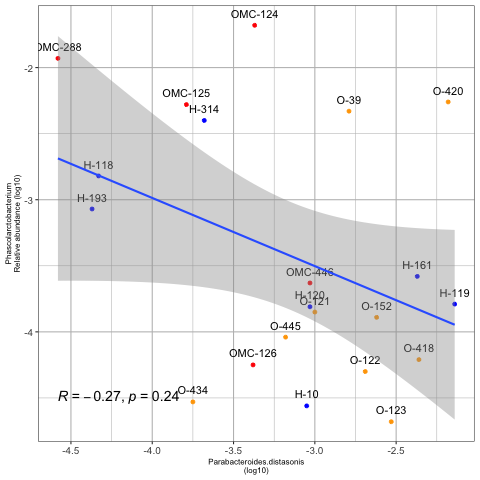 OMC-124
OMC-288
-2
OMC-125
H-314
O-39
O-420
H-118
H-193
-3
Phascolarctobacterium
Relative abundance (log10)
OMC-446
H-161
H-120
O-121
H-119
O-152
-4
O-445
OMC-126
O-122
O-418
R = −0.27, p = 0.24
O-434
H-10
O-123
-4.5
-4.0
-3.5
-3.0
-2.5
Parabacteroides.distasonis
(log10)